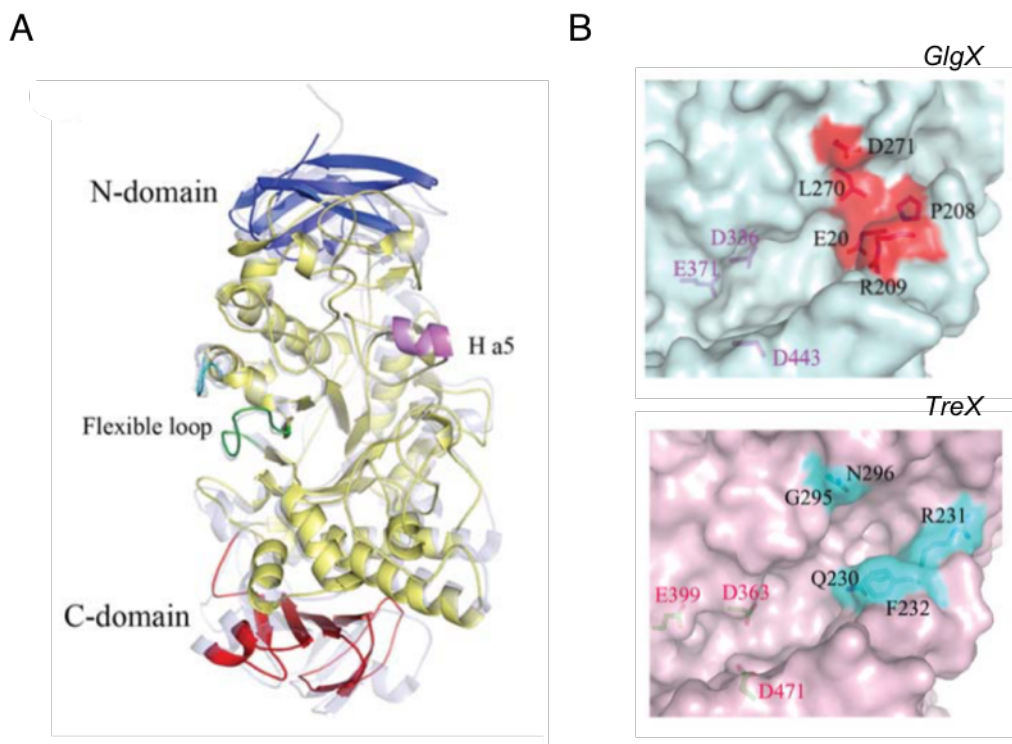 A
B
GlgX
N-domain
H a5
Flexible loop
C-domain
D271
L270
P208
D336
E20
E371
R209
D443
TreX
N296
G295
R231
Q230
E399
D363
F232
D471